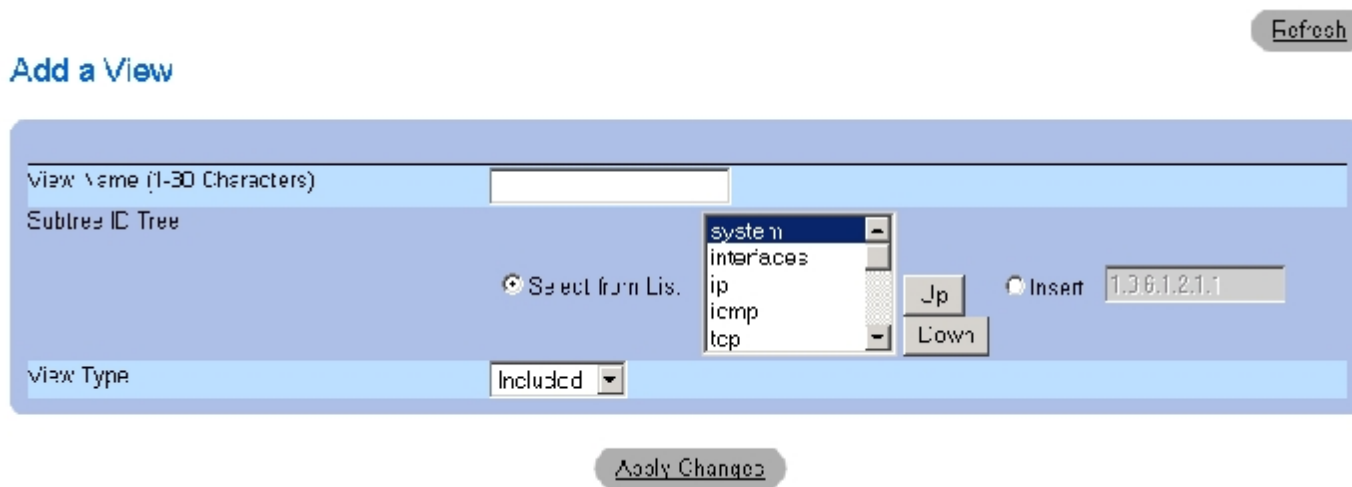 Refresh
Add a View
View Name (1-30 Characters)
Subtree ID Tree
Select from List
system
interfaces
ip
icmp
tcp
Up
Down
Insert
1.3.6.1.2.1.1
View Type
Included
Apply Changes